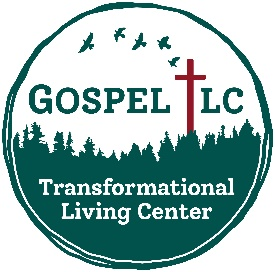 GOSPEL TLC
Transformational
Living Center